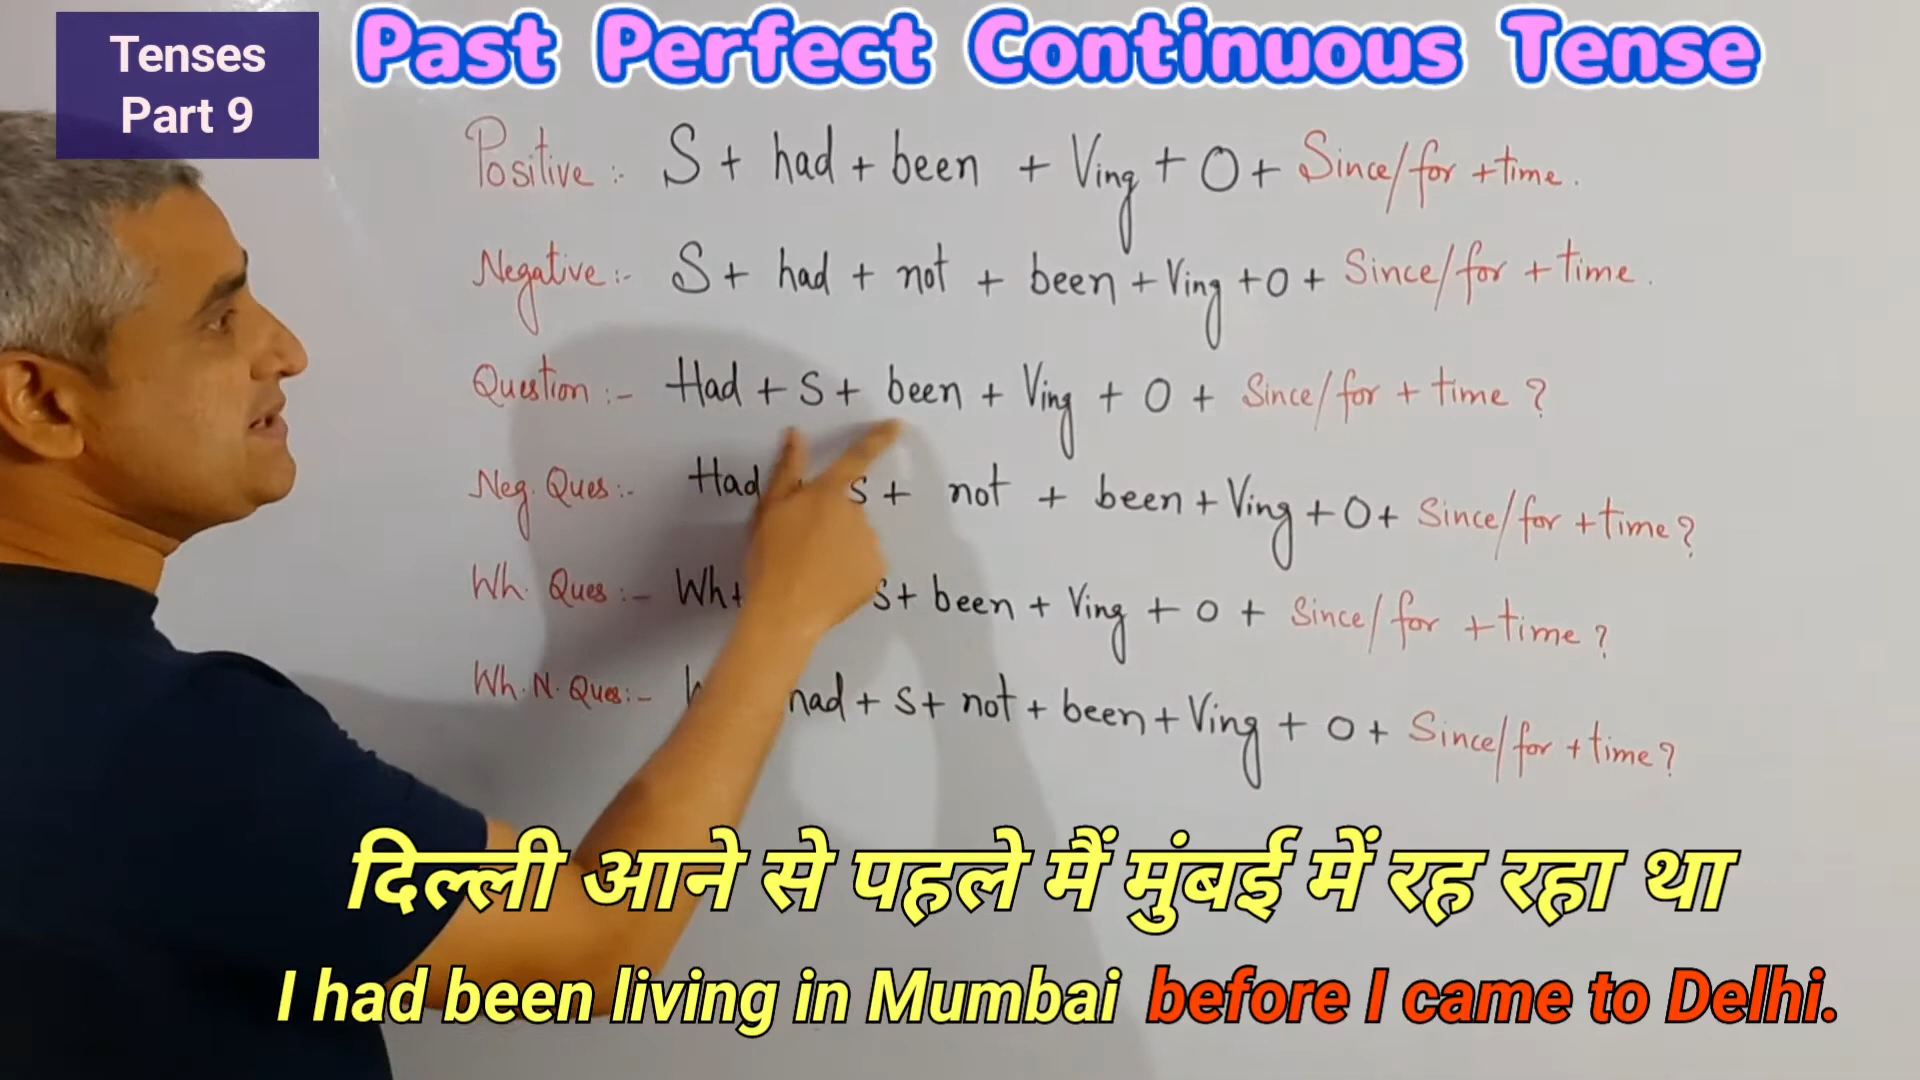 Tenses
Part 9
Past Perfect Continuous Tense
Positive :- S + had + been + Ving + O + Since/for + time.
Negative :- S + had + not + been + Ving + O + Since/for + time.
Question :- Had + S + been + Ving + O + Since/for + time ?
Neg. Ques :- Had + S + not + been + Ving + O + Since/for + time?
Wh. Ques :- Wh + S + been + Ving + O + Since/for + time ?
Wh. N. Ques :- had + S + not + been + Ving + O + Since/for + time?
दिल्ली आने से पहले मैं मुंबई में रह रहा था
I had been living in Mumbai before I came to Delhi.